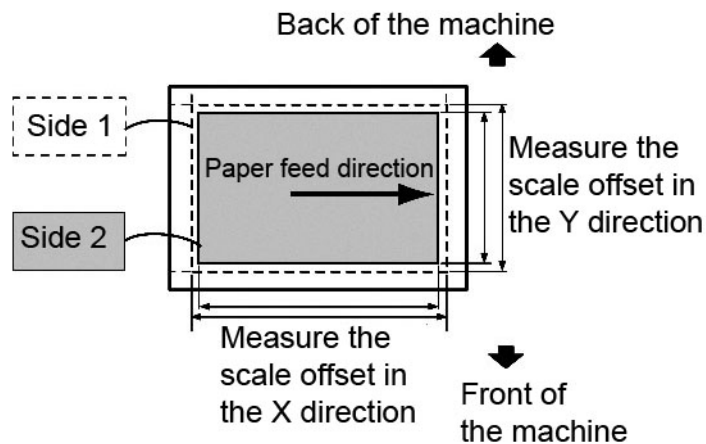 Back of the machine
Side 1
Paper feed direction
Side 2
Measure the
scale offset in
the Y direction
Measure the
scale offset in
the X direction
Front of
the machine